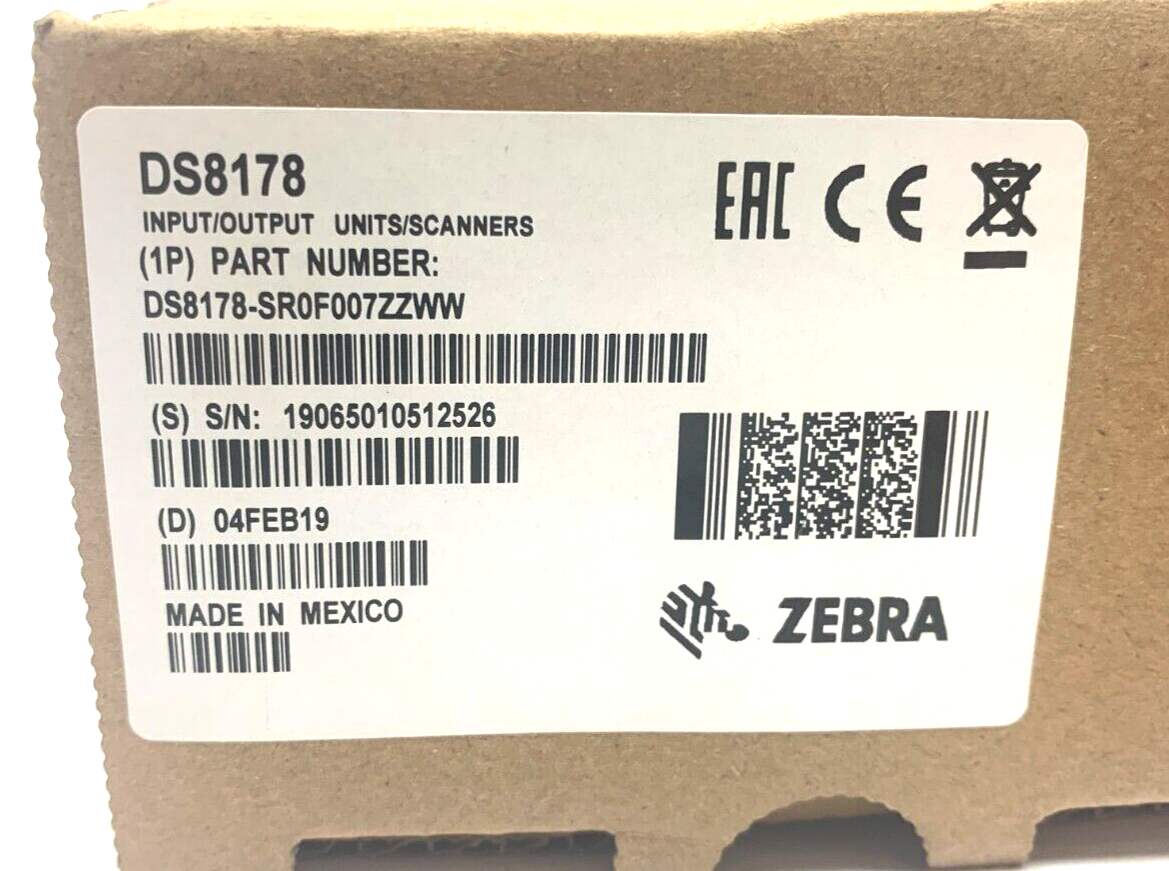 DS8178
INPUT/OUTPUT UNITS/SCANNERS
(1P) PART NUMBER:
DS8178-SR0F007ZZWW
(S) S/N: 19065010512526
(D) 04FEB19
MADE IN MEXICO
EAC CE
ZEBRA